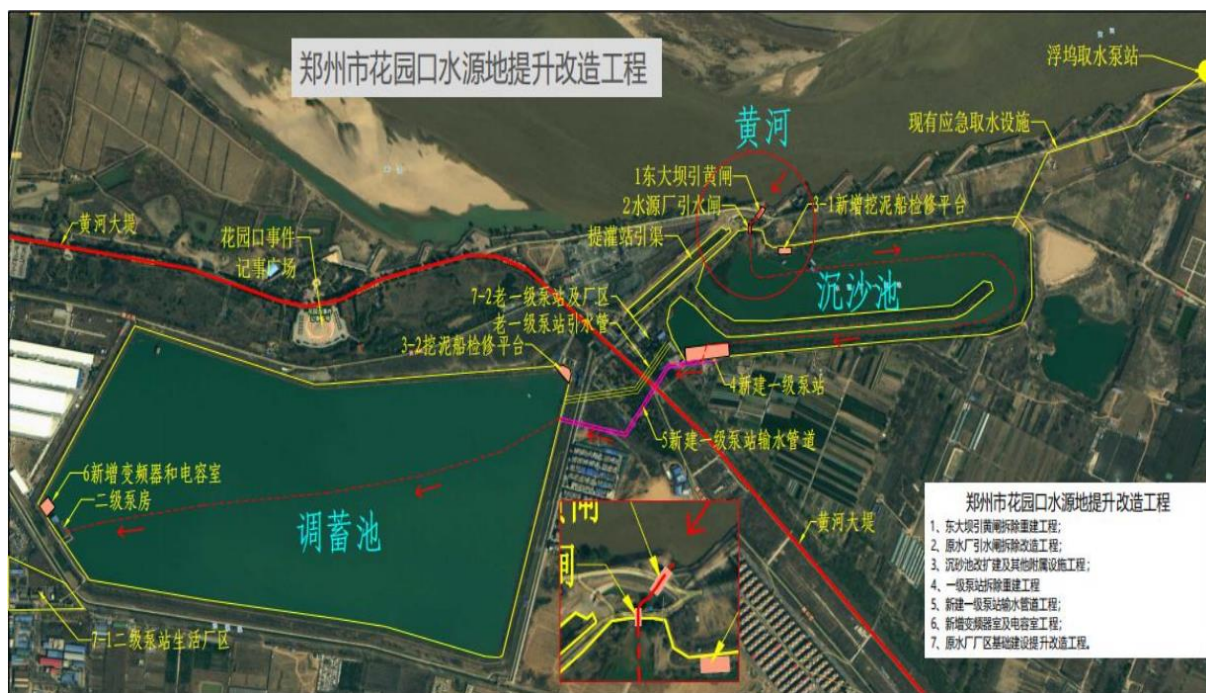 郑州市花园口水源地提升改造工程
浮坞取水泵站
黄河
现有应急取水设施
1东大坝引黄闸
2水源厂引水闸
3-1新增挖泥船检修平台
黄河大堤
花园口事件
记事广场
提灌站引渠
沉沙池
7-2老一级泵站及厂区
老一级泵站引水管
3-2挖泥船检修平台
4新建一级泵站
5新建一级泵站输水管道
6新增变频器和电容室
二级泵房
调蓄池
闸
间
黄河大堤
7-1二级泵站生活厂区
郑州市花园口水源地提升改造工程
1、东大坝引黄闸拆除重建工程;
2、原水厂引水闸拆除改造工程;
3、沉砂池改扩建及其他附属设施工程;
4、一级泵站拆除重建工程
5、新建一级泵站输水管道工程;
6、新增变频器室及电容室工程;
7、原水厂厂区基础建设提升改造工程。